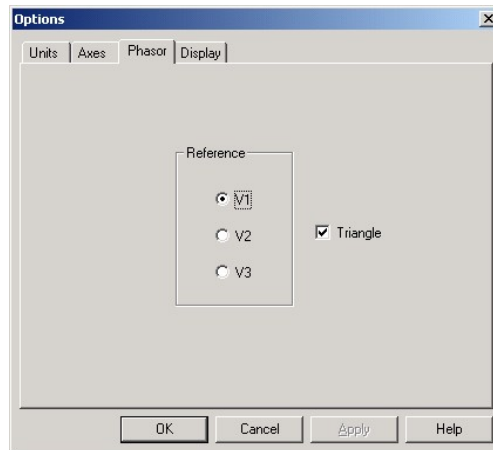 Options
Units Axes Phasor Display
Reference
V1
V2
Triangle
V3
OK Cancel Apply Help